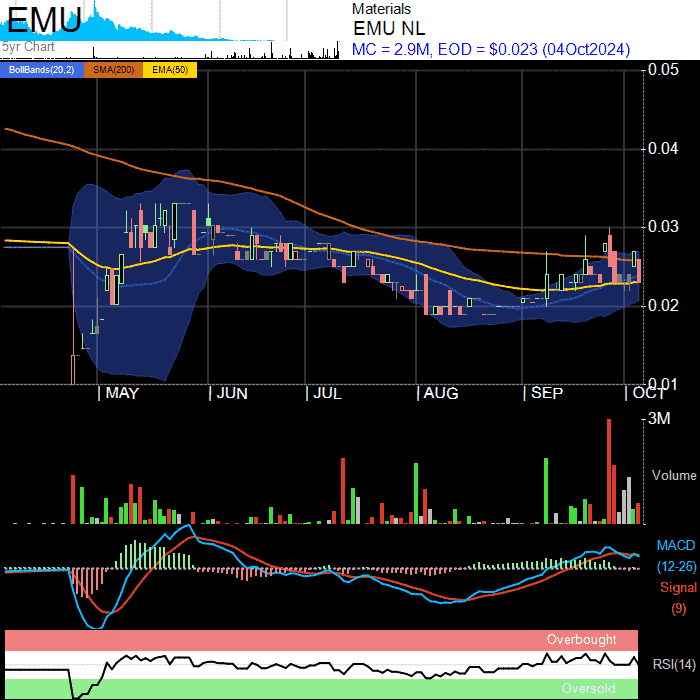 EMU
Materials
EMU NL
MC = 2.9M, EOD = $0.023 (04Oct2024)
5yr Chart
BollBands(20,2) SMA(200) EMA(50)
0.05
0.04
0.03
0.02
0.01
MAY JUN JUL AUG SEP OCT
3M
Volume
MACD
(12-26)
Signal
(9)
Overbought
RSI(14)
Oversold